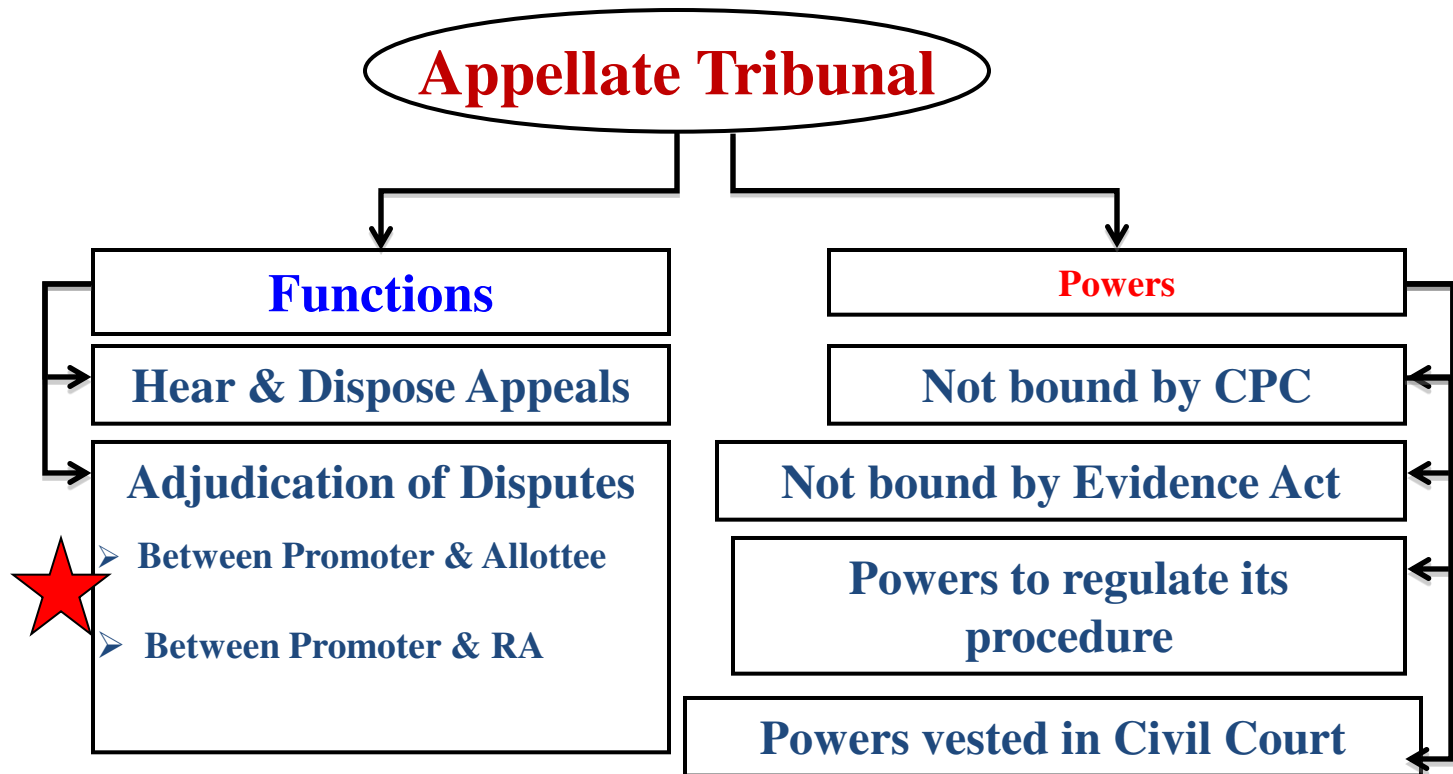 Appellate Tribunal
Functions
Hear & Dispose Appeals
Adjudication of Disputes
➢ Between Promoter & Allottee
➢ Between Promoter & RA
Powers
Not bound by CPC
Not bound by Evidence Act
Powers to regulate its
procedure
Powers vested in Civil Court